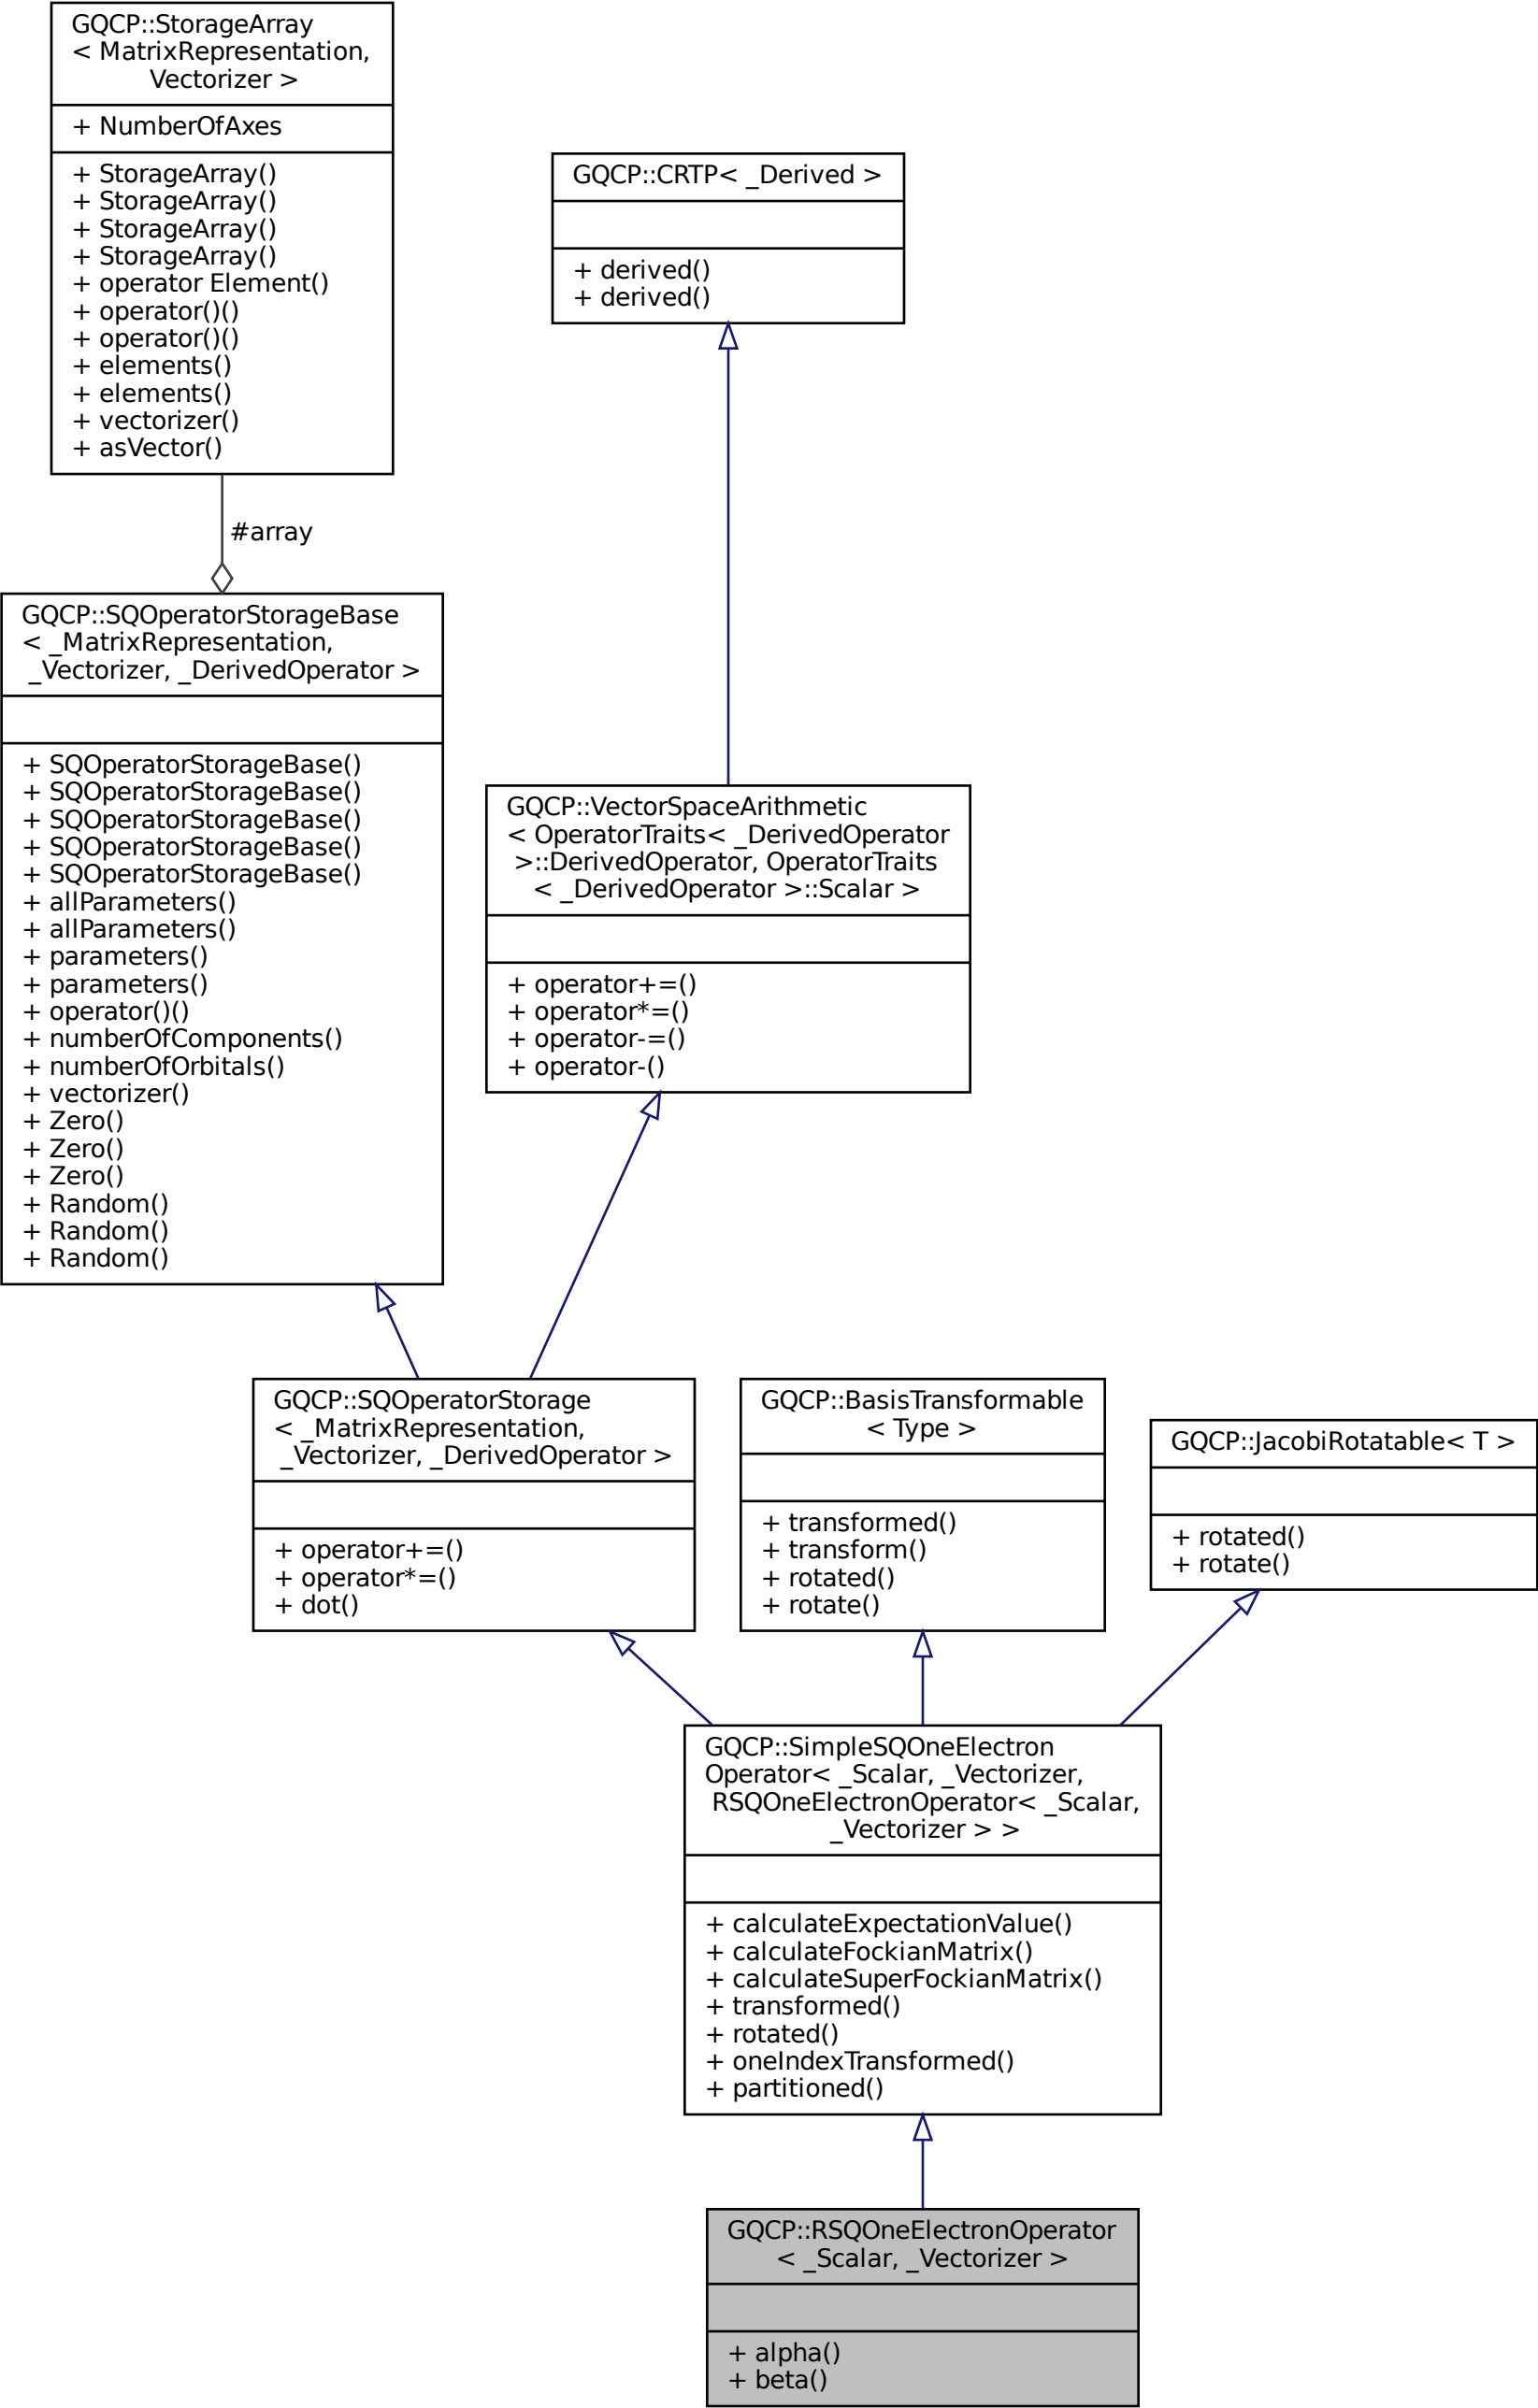 GQCP::StorageArray
< MatrixRepresentation,
Vectorizer >
+ NumberOfAxes
+ StorageArray()
+ StorageArray()
+ StorageArray()
+ StorageArray()
+ operator Element()
+ operator()()
+ operator()()
+ elements()
+ elements()
+ vectorizer()
+ asVector()
GQCP::CRTP< _Derived >
+ derived()
+ derived()
#array
GQCP::SQOperatorStorageBase
< _MatrixRepresentation,
_Vectorizer, _DerivedOperator >
+ SQOperatorStorageBase()
+ SQOperatorStorageBase()
+ SQOperatorStorageBase()
+ SQOperatorStorageBase()
+ SQOperatorStorageBase()
+ allParameters()
+ allParameters()
+ parameters()
+ parameters()
+ operator()()
+ numberOfComponents()
+ numberOfOrbitals()
+ vectorizer()
+ Zero()
+ Zero()
+ Zero()
+ Random()
+ Random()
+ Random()
GQCP::VectorSpaceArithmetic
< OperatorTraits< _DerivedOperator
>::DerivedOperator, OperatorTraits
< _DerivedOperator >::Scalar >
+ operator+=()
+ operator*=()
+ operator-=()
+ operator-()
GQCP::SQOperatorStorage
< _MatrixRepresentation,
_Vectorizer, _DerivedOperator >
+ operator+=()
+ operator*=()
+ dot()
GQCP::BasisTransformable
< Type >
+ transformed()
+ transform()
+ rotated()
+ rotate()
GQCP::JacobiRotatable< T >
+ rotated()
+ rotate()
GQCP::SimpleSQOneElectron
Operator< _Scalar, _Vectorizer,
RSQOneElectronOperator< _Scalar,
_Vectorizer > >
+ calculateExpectationValue()
+ calculateFockianMatrix()
+ calculateSuperFockianMatrix()
+ transformed()
+ rotated()
+ oneIndexTransformed()
+ partitioned()
GQCP::RSQOneElectronOperator
< _Scalar, _Vectorizer >
+ alpha()
+ beta()